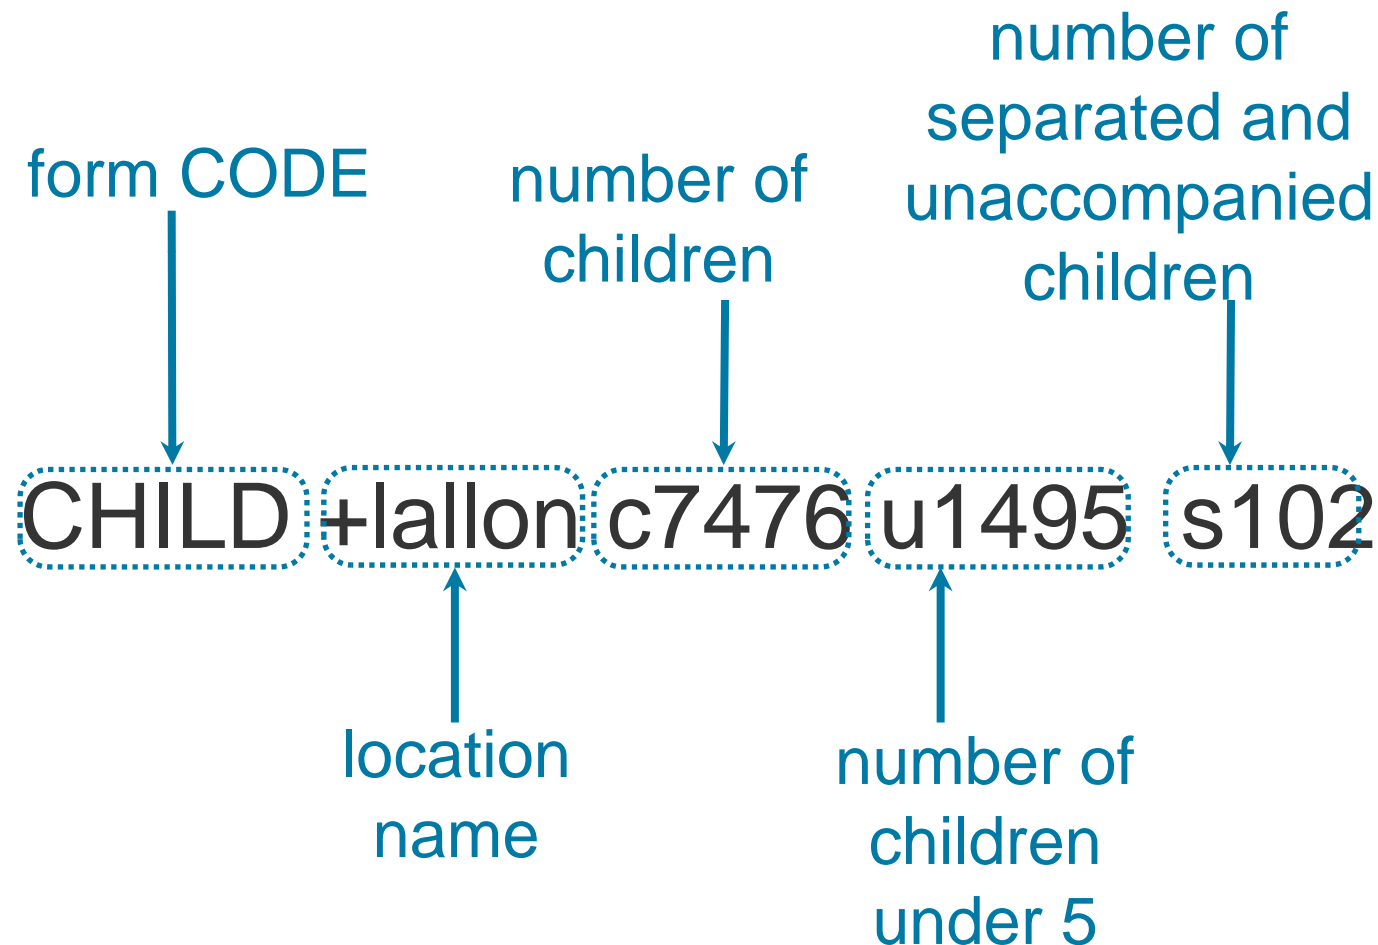 form CODE
number of
children
number of
separated and
unaccompanied
children
CHILD +lallon c7476 u1495 s102
location
name
number of
children
under 5